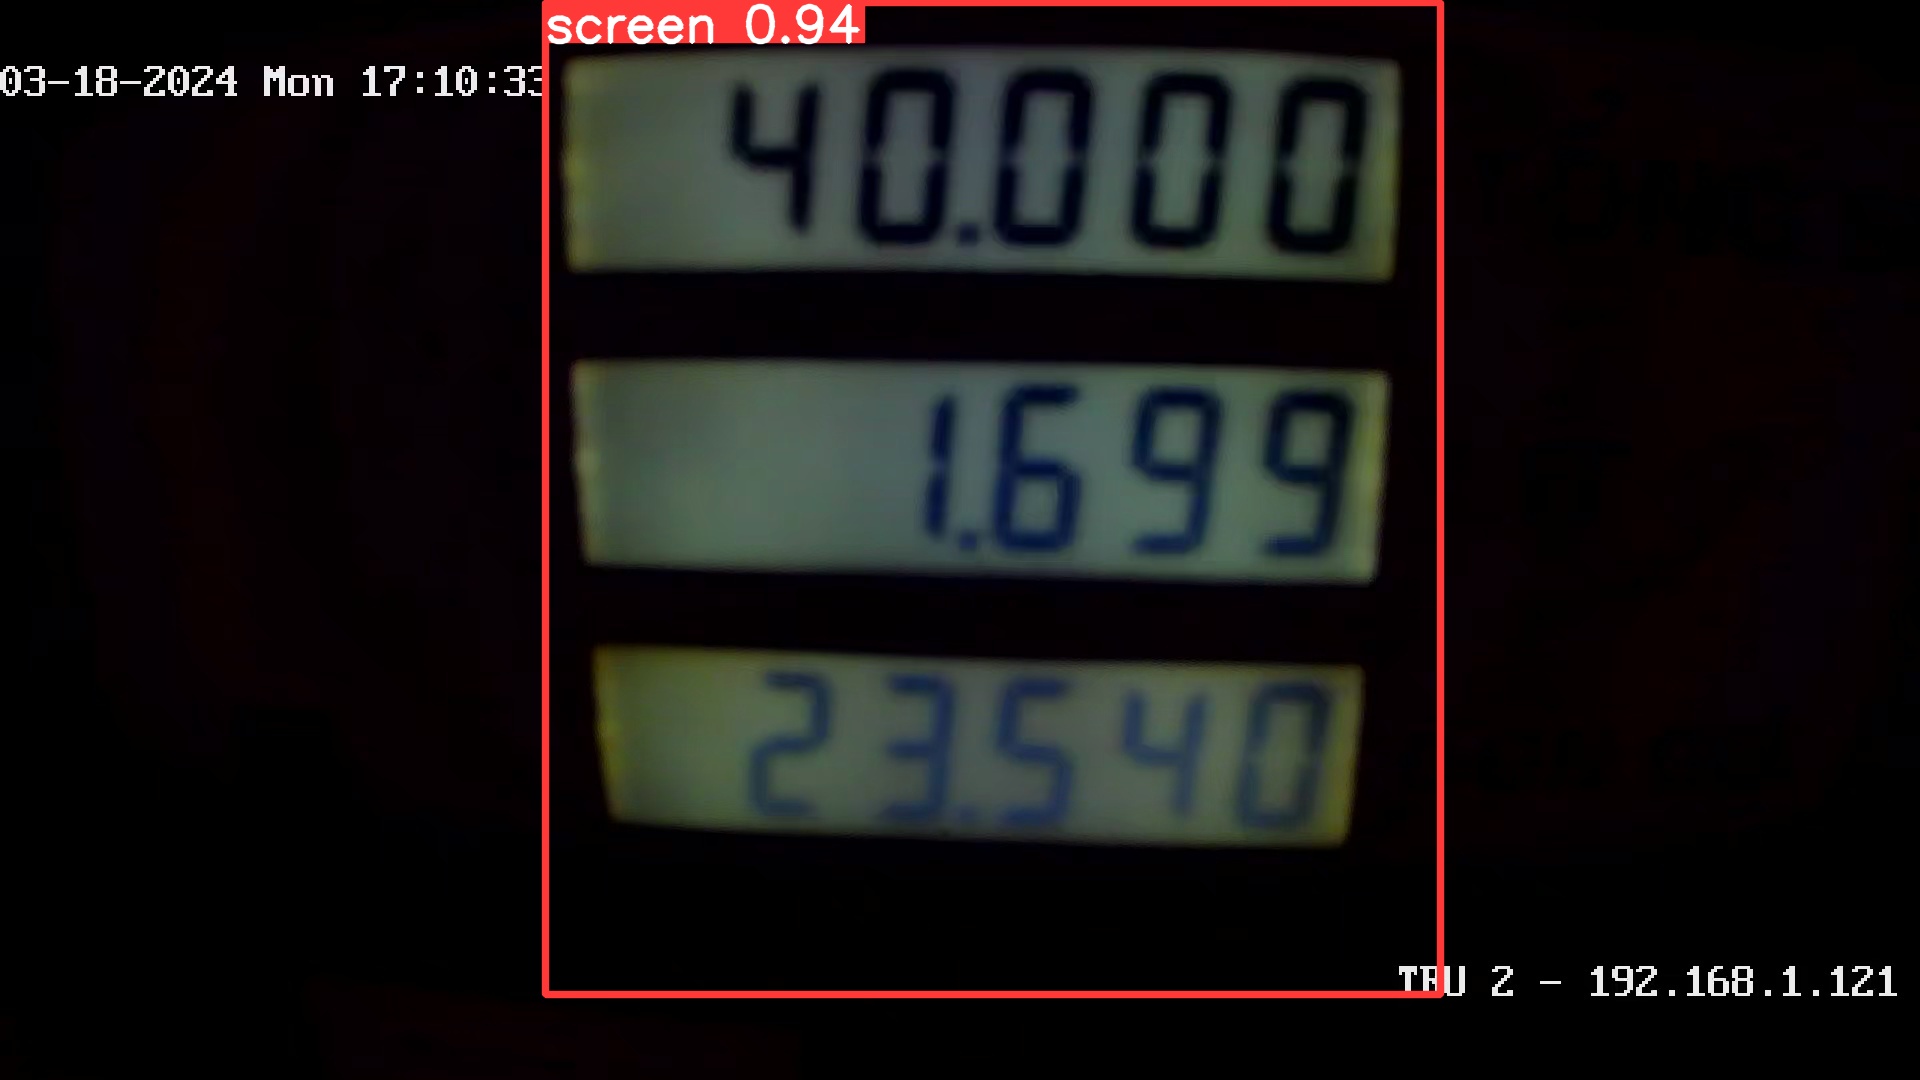 screen 0.94
03-18-2024 Mon 17:10:33
40.000
1.699
23.540
TRU 2 - 192.168.1.121